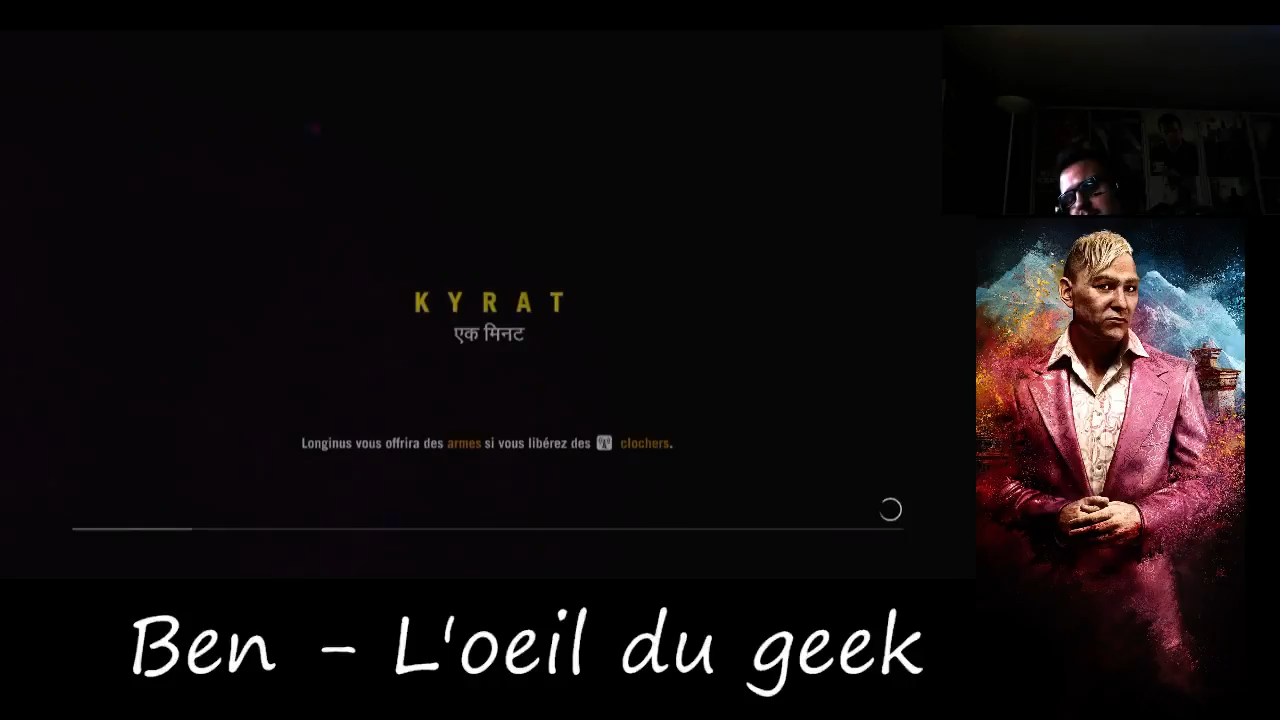 KYRAT
एक मिनट
Longinus vous offrira des armes si vous libérez des clochers.
Ben - L'oeil du geek